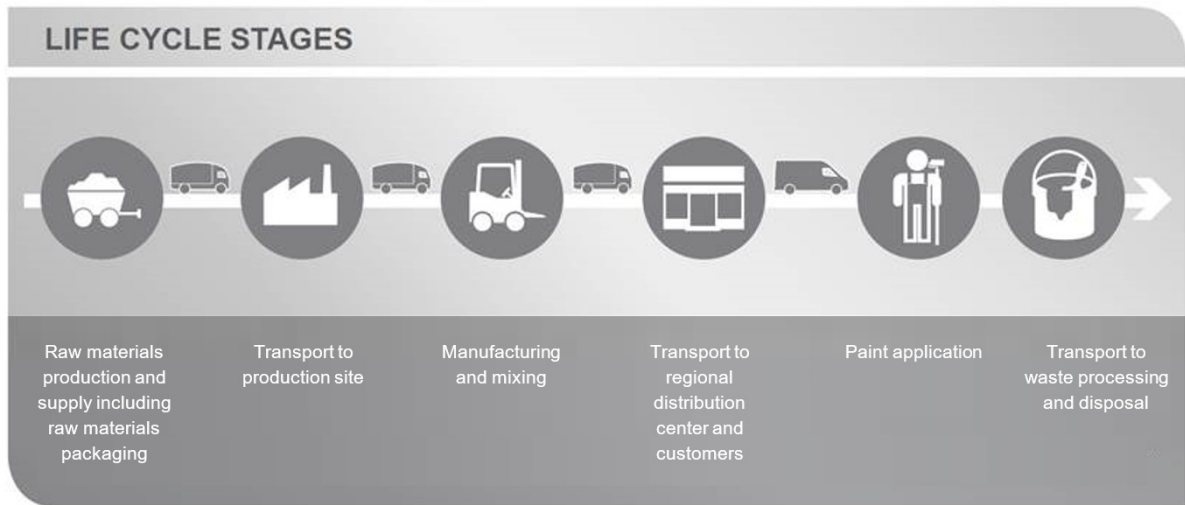 LIFE CYCLE STAGES
Raw materials
production and
supply including
raw materials
packaging
Transport to
production site
Manufacturing
and mixing
Transport to
regional
distribution
center and
customers
Paint application
Transport to
waste processing
and disposal